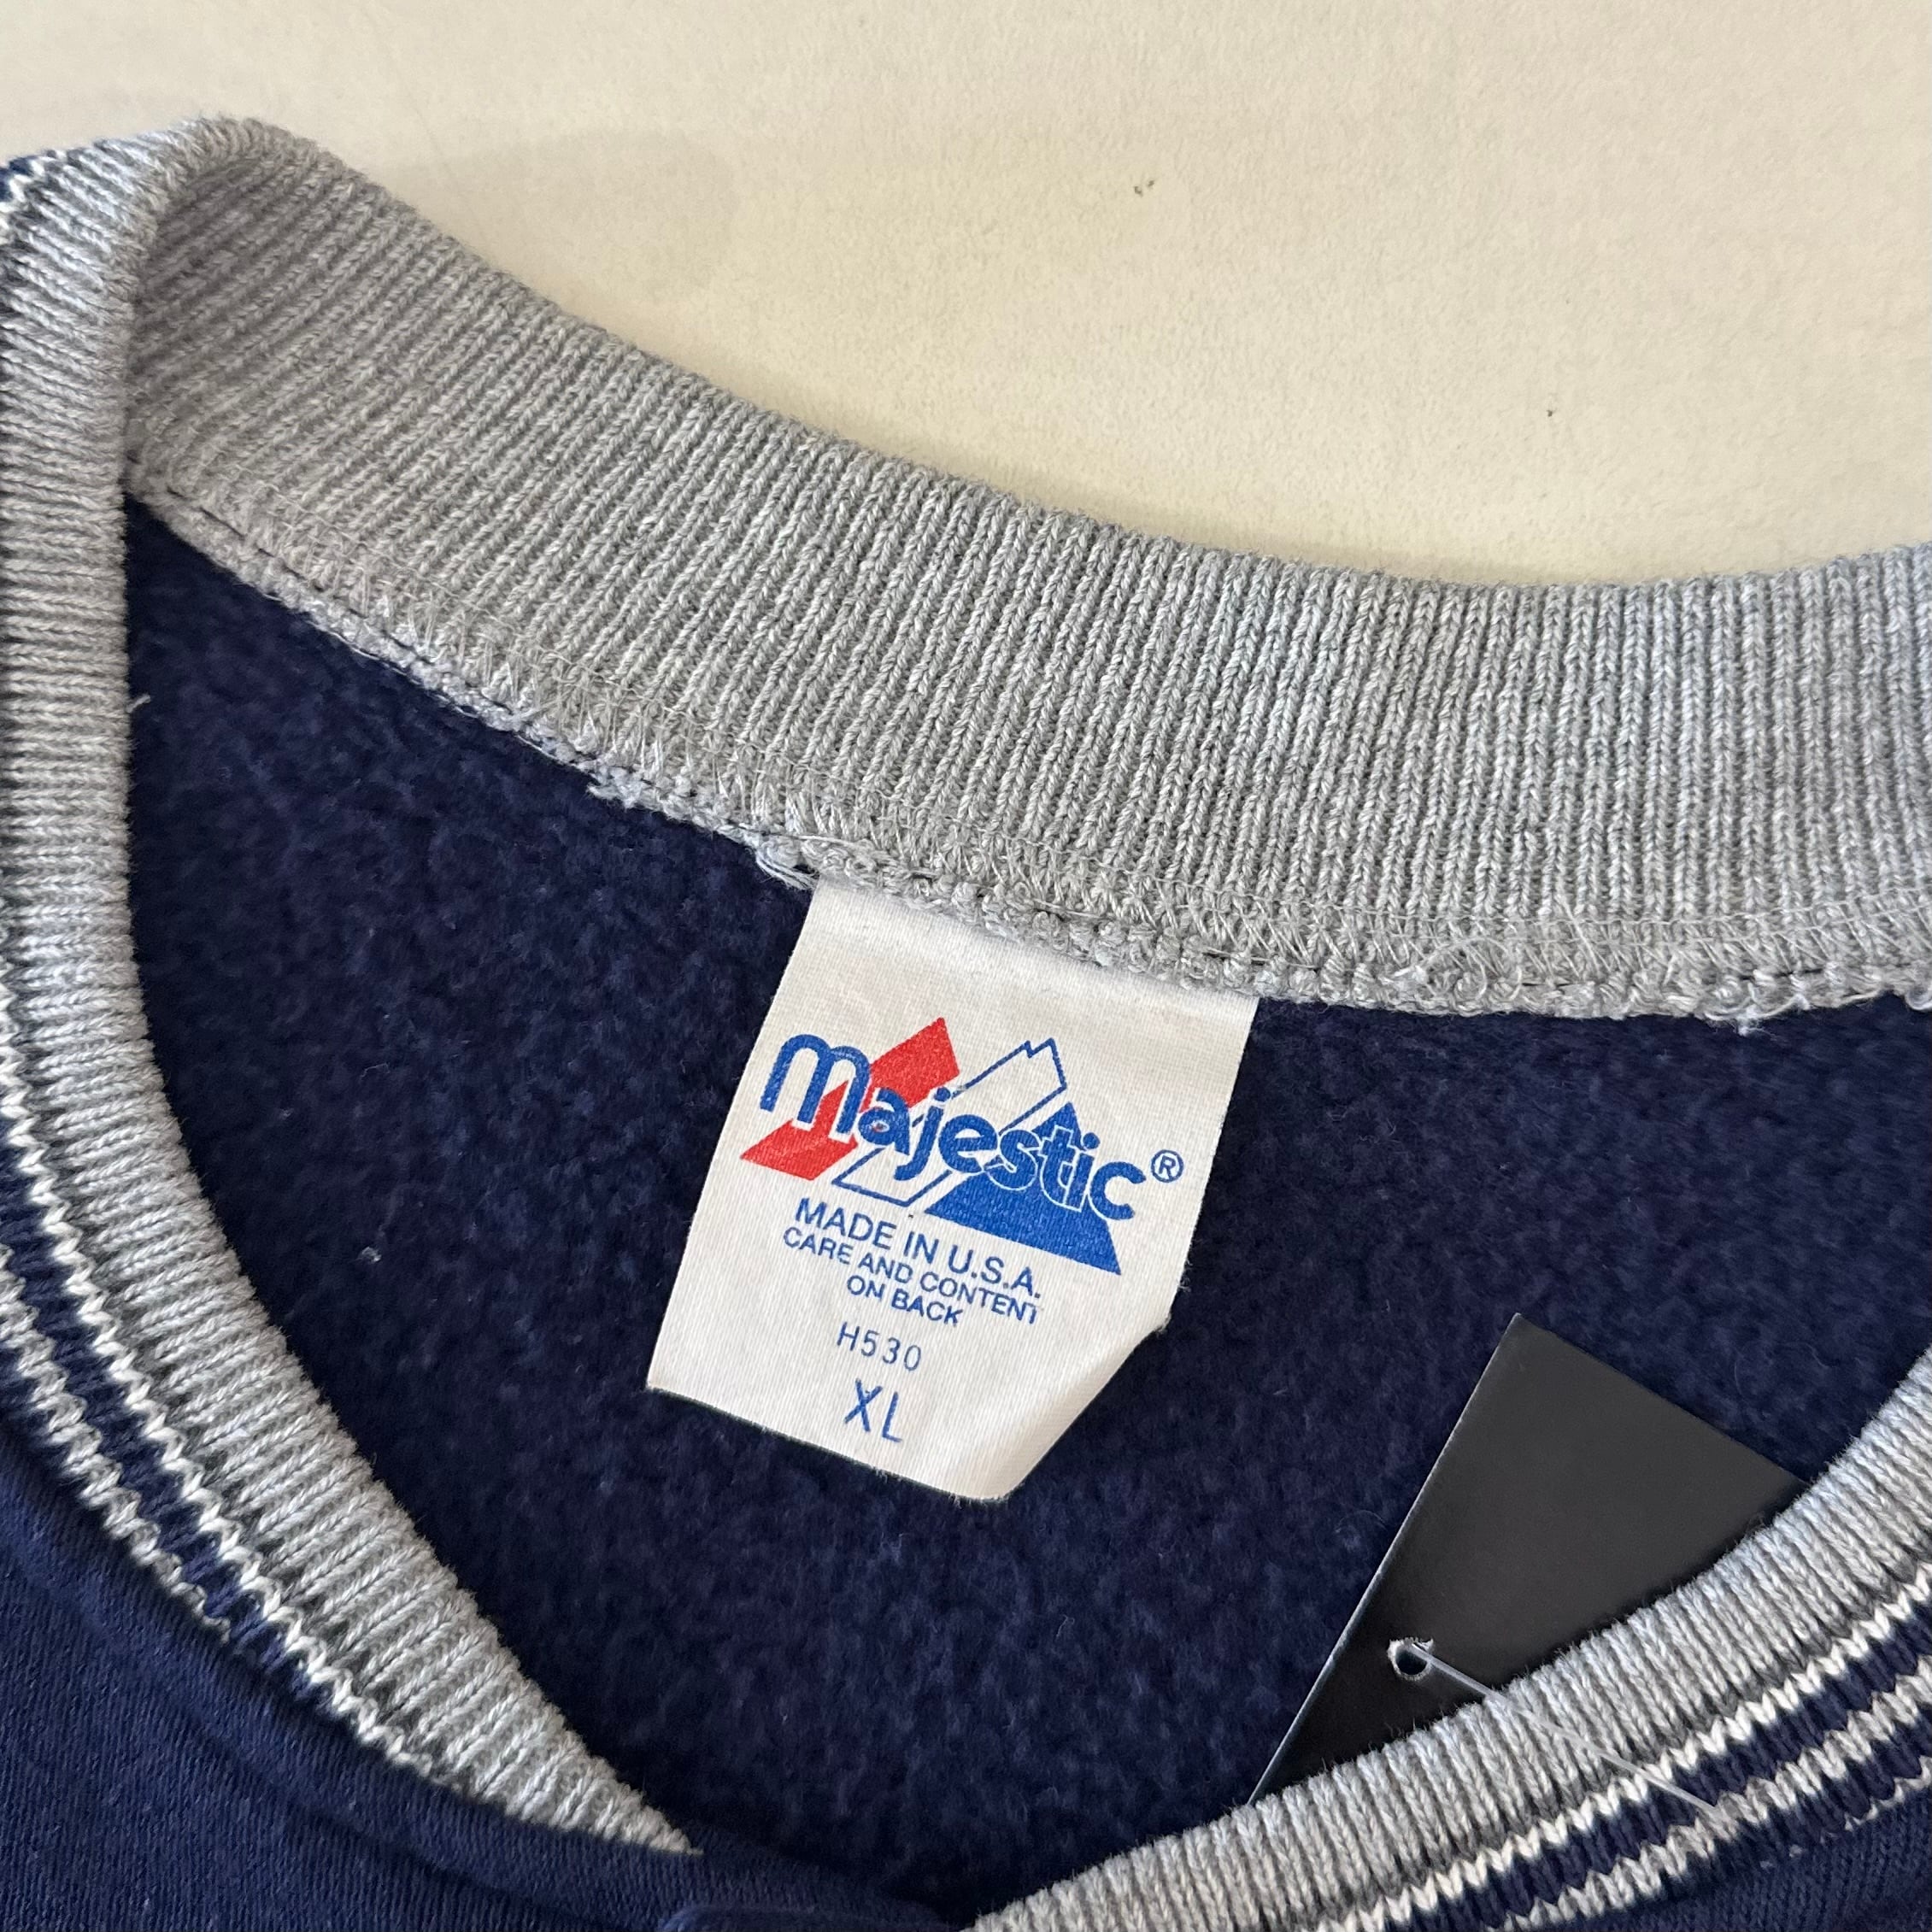 majestic®
MADE IN U.S.A.
CARE AND CONTENT
ON BACK
H530
XL